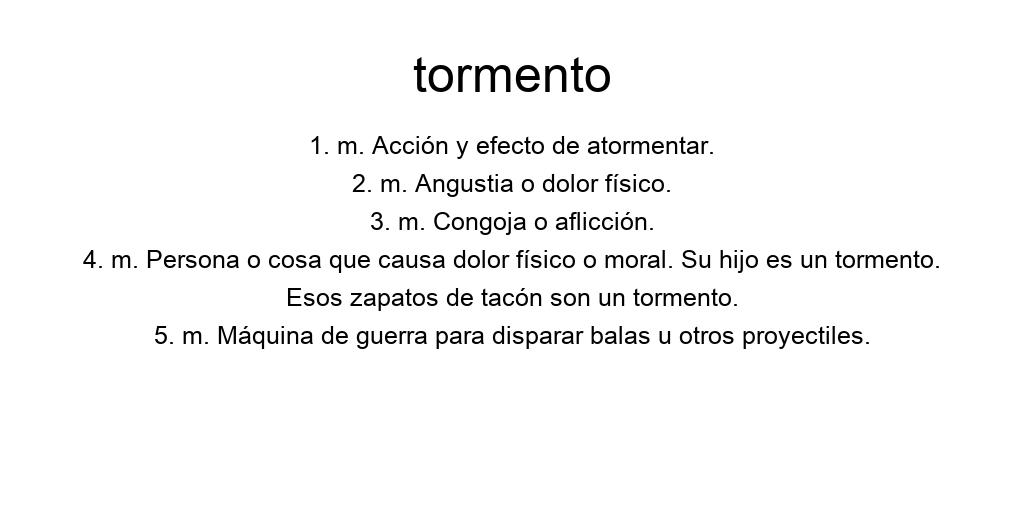 tormento
1. m. Acción y efecto de atormentar.
2. m. Angustia o dolor físico.
3. m. Congoja o aflicción.
4. m. Persona o cosa que causa dolor físico o moral. Su hijo es un tormento.
Esos zapatos de tacón son un tormento.
5. m. Máquina de guerra para disparar balas u otros proyectiles.